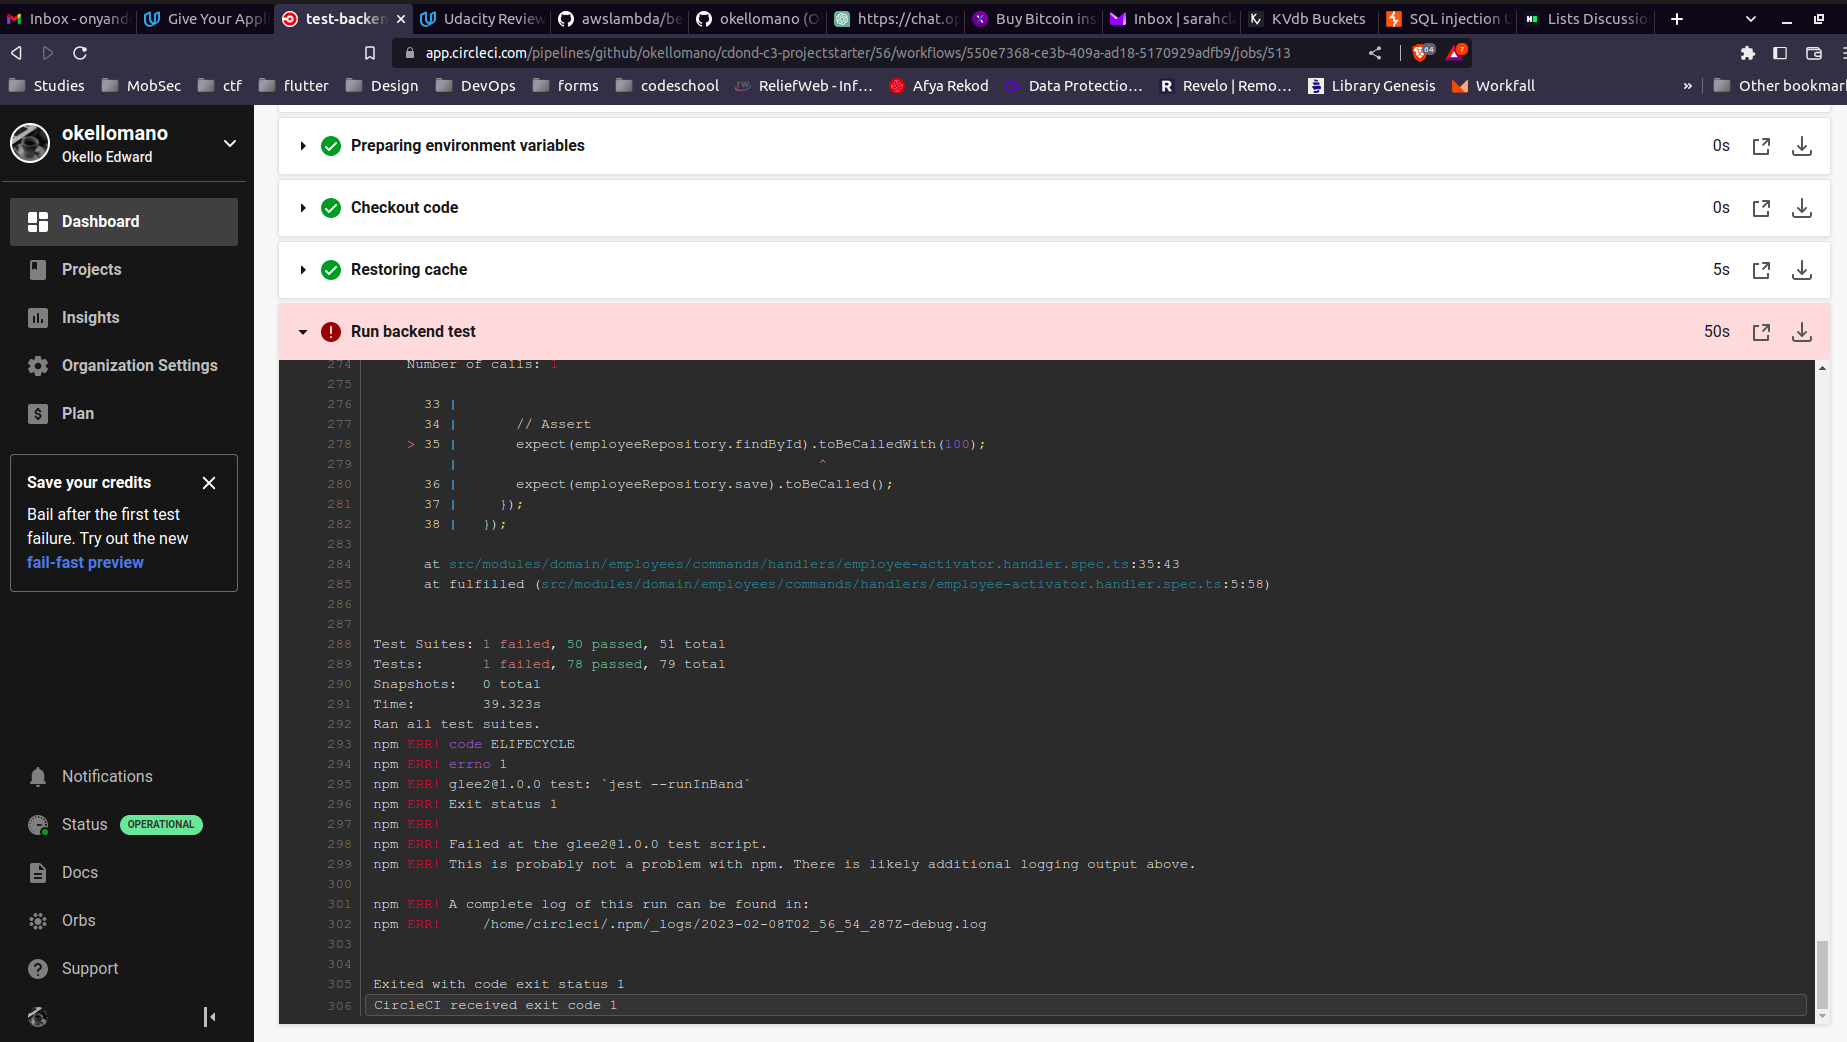 Inbox - onyand
Give Your Appl
test-backen
Udacity Review
awslambda/be
okellomano (O
https://chat.op
Buy Bitcoin ins
Inbox | sarahcla
KVdb Buckets
SQL injection U
Lists Discussio
app.circleci.com/pipelines/github/okellomano/cdond-c3-projectstarter/56/workflows/550e7368-ce3b-409a-ad18-5170929adfb9/jobs/513
64
7
Studies
MobSec
ctf
flutter
Design
DevOps
forms
codeschool
ReliefWeb - Inf...
Afya Rekod
Data Protectio...
Revelo | Remo...
Library Genesis
Workfall
»
Other bookmar
okellomano
Okello Edward
Dashboard
Projects
Insights
Organization Settings
Plan
Save your credits
Bail after the first test
failure. Try out the new
fail-fast preview
Notifications
Status OPERATIONAL
Docs
Orbs
Support
Preparing environment variables 0s
Checkout code 0s
Restoring cache 5s
Run backend test 50s
274 Number of calls: 1
275
276 33 |
277 34 | // Assert
278 > 35 | expect(employeeRepository.findById).toBeCalledWith(100);
279 | ^
280 36 | expect(employeeRepository.save).toBeCalled();
281 37 | });
282 38 | });
283
284 at src/modules/domain/employees/commands/handlers/employee-activator.handler.spec.ts:35:43
285 at fulfilled (src/modules/domain/employees/commands/handlers/employee-activator.handler.spec.ts:5:58)
286
287
288 Test Suites: 1 failed, 50 passed, 51 total
289 Tests: 1 failed, 78 passed, 79 total
290 Snapshots: 0 total
291 Time: 39.323s
292 Ran all test suites.
293 npm ERR! code ELIFECYCLE
294 npm ERR! errno 1
295 npm ERR! glee2@1.0.0 test: `jest --runInBand`
296 npm ERR! Exit status 1
297 npm ERR!
298 npm ERR! Failed at the glee2@1.0.0 test script.
299 npm ERR! This is probably not a problem with npm. There is likely additional logging output above.
300
301 npm ERR! A complete log of this run can be found in:
302 npm ERR! /home/circleci/.npm/_logs/2023-02-08T02_56_54_287Z-debug.log
303
304
305 Exited with code exit status 1
306 CircleCI received exit code 1